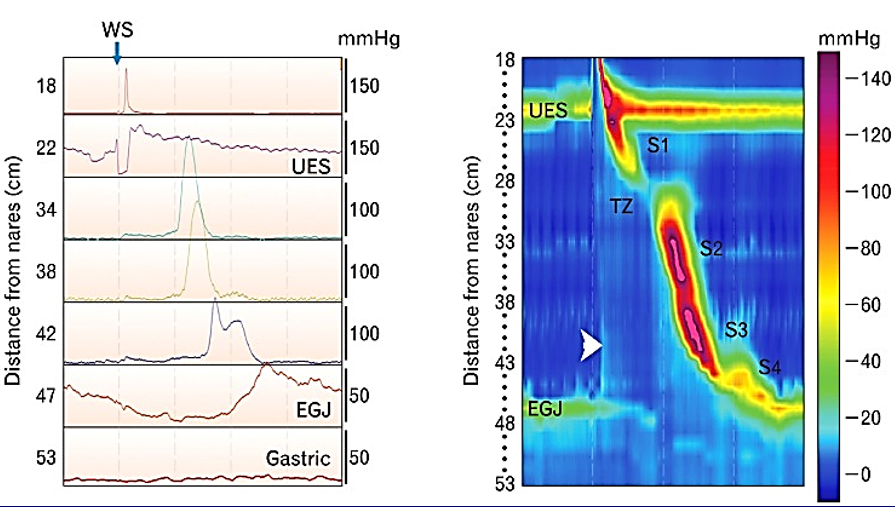 WS
mmHg
18
150
22
150
UES
34
100
38
100
42
100
47
EGJ
50
53
Gastric
50
Distance from nares (cm)
18
UES
23
S1
28
TZ
33
S2
38
S3
43
S4
EGJ
48
53
Distance from nares (cm)
mmHg
140
120
100
80
60
40
20
0